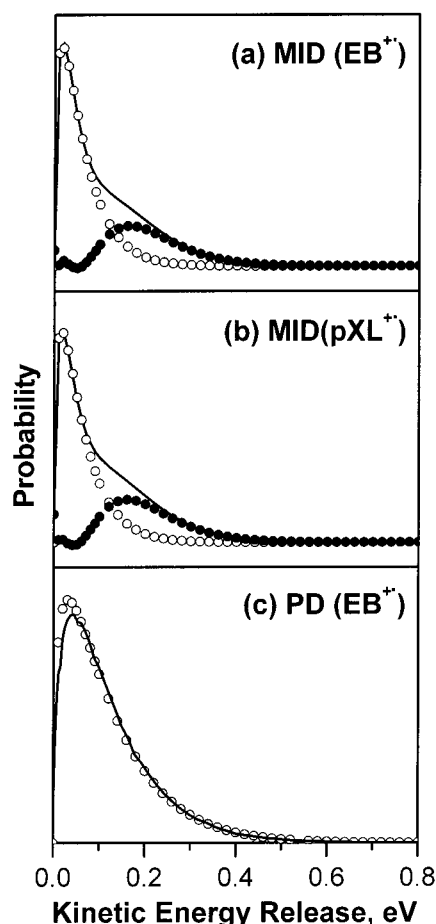 (a) MID (EB+·)
(b) MID(pXL+·)
(c) PD (EB+·)
Probability
0.0 0.2 0.4 0.6 0.8
Kinetic Energy Release, eV